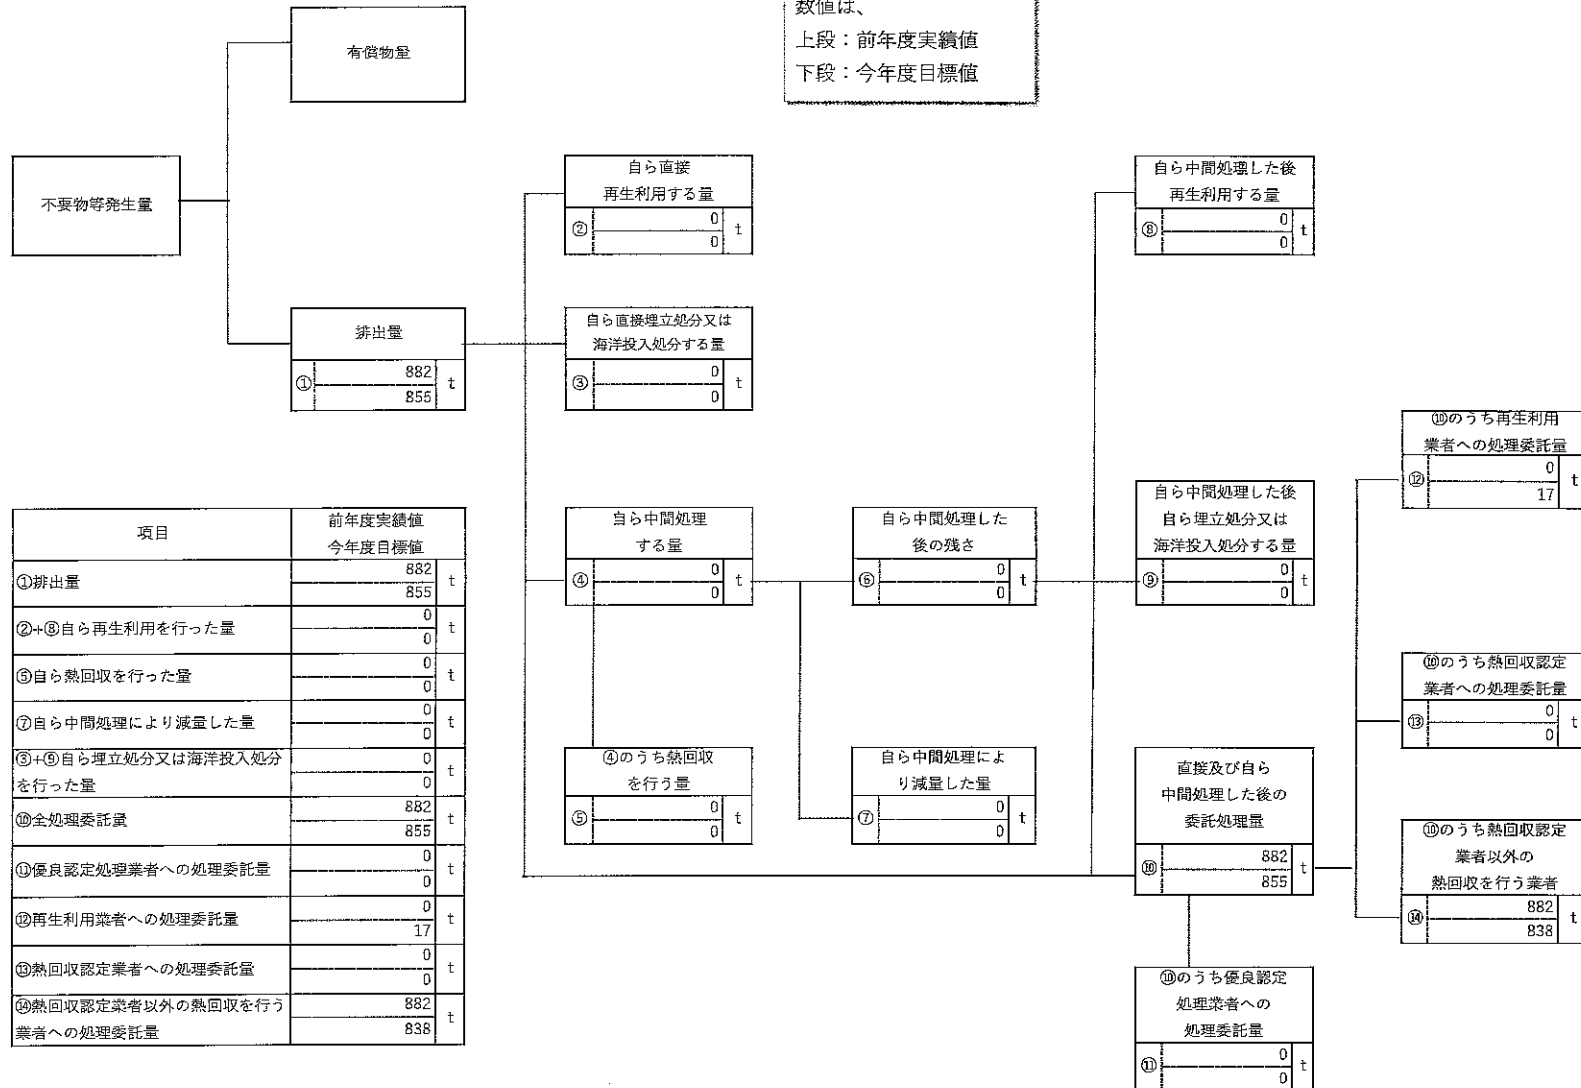 数値は、
上段：前年度実績値
下段：今年度目標値
有償物量
不要物等発生量
排出量
① 882 t
855
自ら直接
再生利用する量
② 0 t
0
自ら直接埋立処分又は
海洋投入処分する量
③ 0 t
0
自ら中間処理
する量
④ 0 t
0
④のうち熱回収
を行う量
⑤ 0 t
0
自ら中間処理した
後の残さ
⑥ 0 t
0
自ら中間処理によ
り減量した量
⑦ 0 t
0
自ら中間処理した後
再生利用する量
⑧ 0 t
0
自ら中間処理した後
自ら埋立処分又は
海洋投入処分する量
⑨ 0 t
0
直接及び自ら
中間処理した後の
委託処理量
⑩ 882 t
855
⑩のうち優良認定
処理業者への
処理委託量
⑪ 0 t
0
⑩のうち再生利用
業者への処理委託量
⑫ 0 t
17
⑩のうち熱回収認定
業者への処理委託量
⑬ 0 t
0
⑩のうち熱回収認定
業者以外の
熱回収を行う業者
⑭ 882 t
838
項目 前年度実績値
今年度目標値
①排出量 882 t
855
②+⑧自ら再生利用を行った量 0 t
0
⑤自ら熱回収を行った量 0 t
0
⑦自ら中間処理により減量した量 0 t
0
③+⑨自ら埋立処分又は海洋投入処分 0 t
を行った量 0
⑩全処理委託量 882 t
855
⑪優良認定処理業者への処理委託量 0 t
0
⑫再生利用業者への処理委託量 0 t
17
⑬熱回収認定業者への処理委託量 0 t
0
⑭熱回収認定業者以外の熱回収を行う 882 t
業者への処理委託量 838